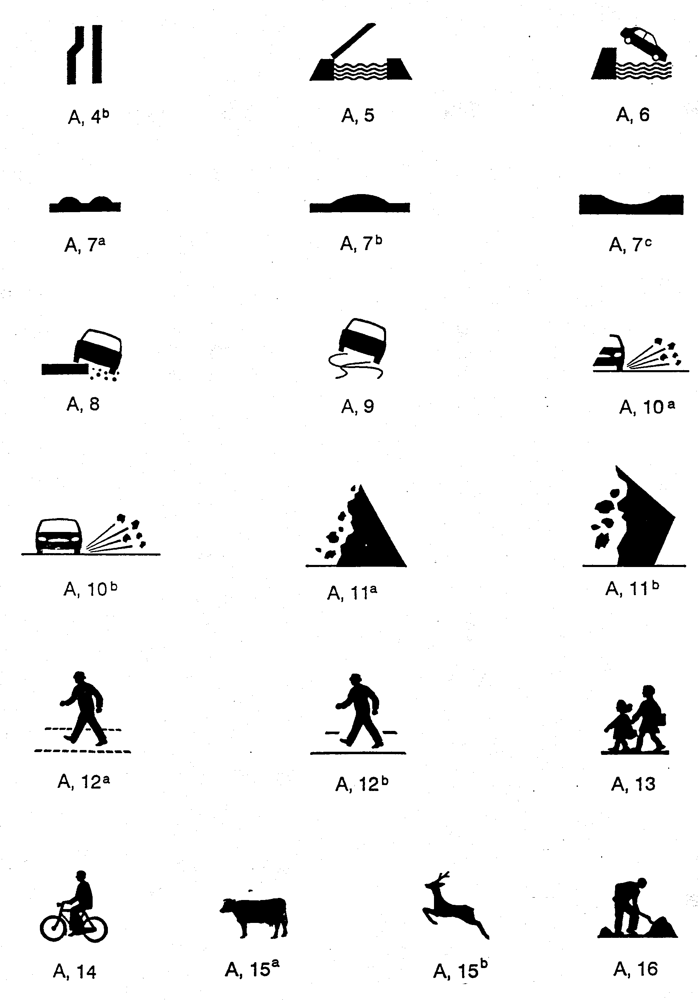 A, 4ᵇ
A, 5
A, 6
A, 7ᵃ
A, 7ᵇ
A, 7ᶜ
A, 8
A, 9
A, 10ᵃ
A, 10ᵇ
A, 11ᵃ
A, 11ᵇ
A, 12ᵃ
A, 12ᵇ
A, 13
A, 14
A, 15ᵃ
A, 15ᵇ
A, 16